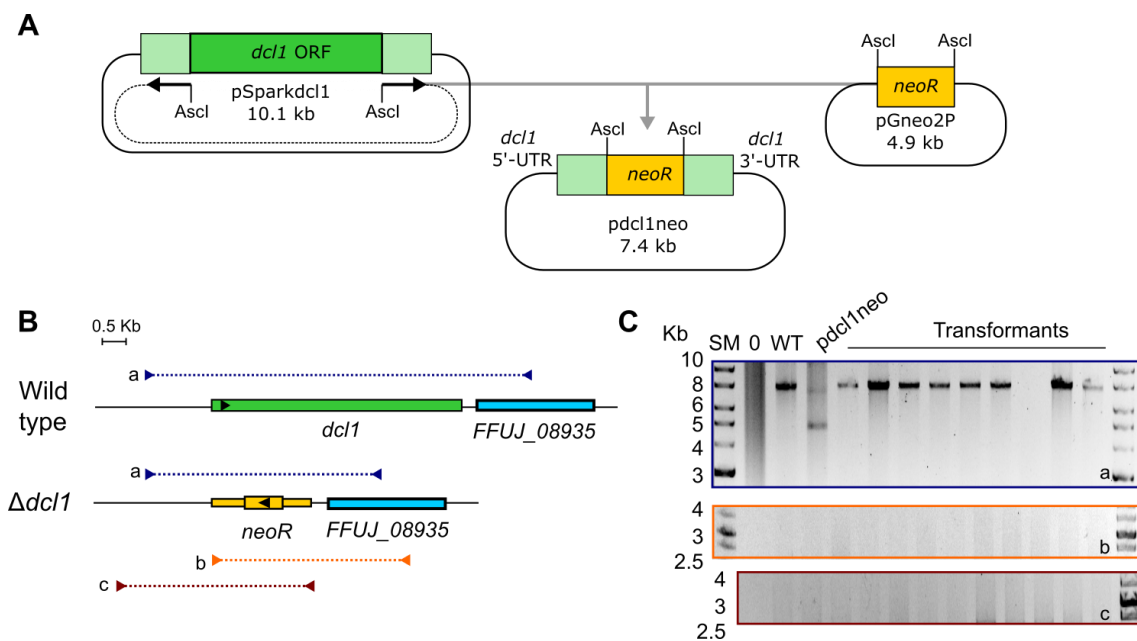 A
dcl1 ORF
AscI
AscI
pSparkdcl1
10.1 kb
AscI
AscI
neoR
pGneo2P
4.9 kb
dcl1
5'-UTR
AscI
AscI
dcl1
3'-UTR
neoR
pdcl1neo
7.4 kb
B
0.5 Kb
Wild
type
a
dcl1
FFUJ_08935
Δdcl1
a
neoR
FFUJ_08935
b
c
C
Kb
SM 0 WT pdcl1neo Transformants
10
8
6
5
4
3
a
4
3
2.5
b
4
3
2.5
c